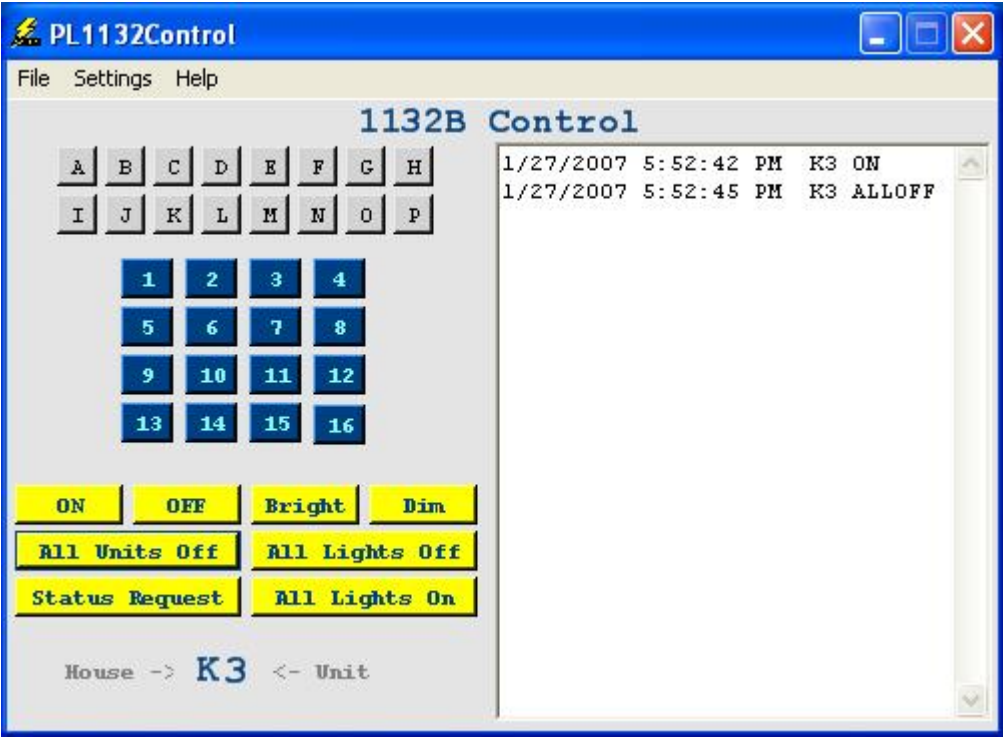 PL1132Control
File Settings Help
1132B Control
A B C D E F G H
I J K L M N O P
1 2 3 4
5 6 7 8
9 10 11 12
13 14 15 16
ON OFF Bright Dim
All Units Off All Lights Off
Status Request All Lights On
House -> K3 <- Unit
1/27/2007 5:52:42 PM K3 ON
1/27/2007 5:52:45 PM K3 ALLOFF